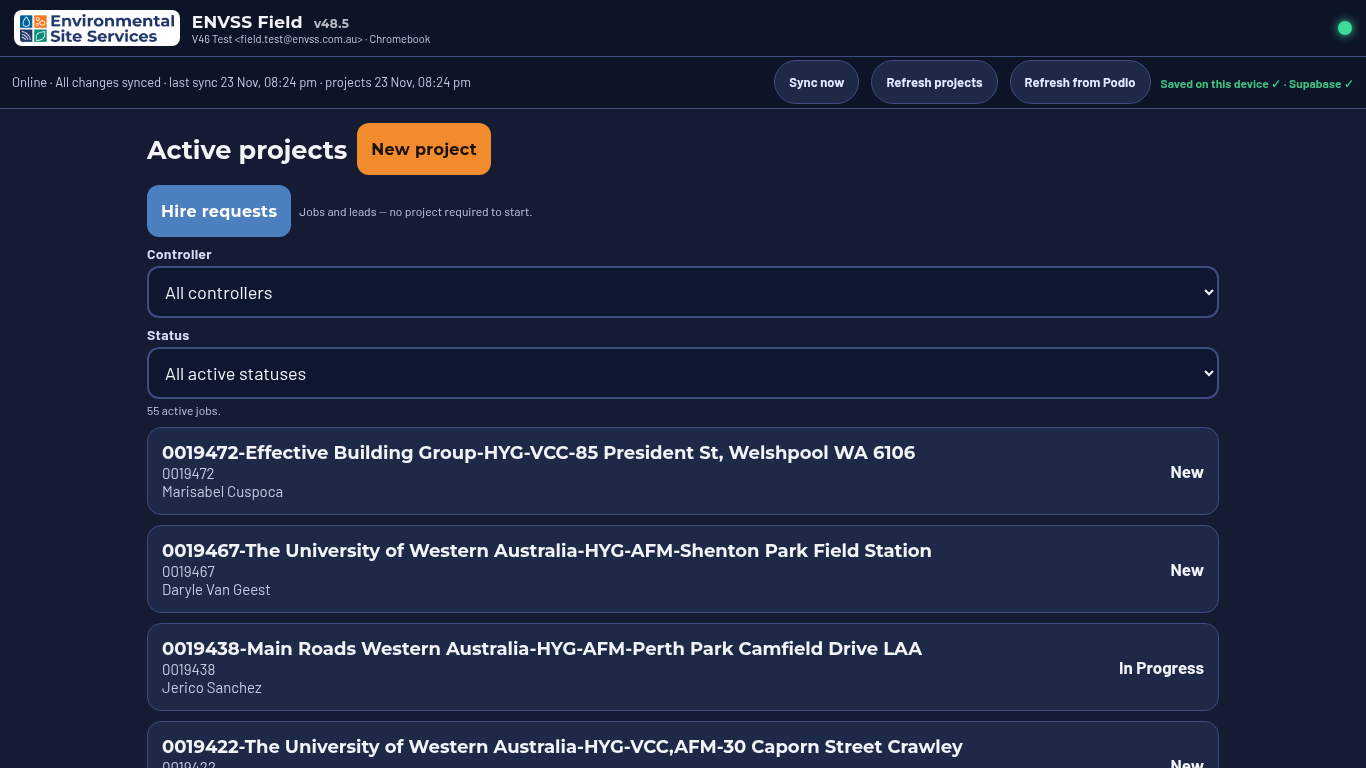 Environmental
Site Services
ENVSS Field v48.5
V46 Test <field.test@envss.com.au> · Chromebook
Online · All changes synced · last sync 23 Nov, 08:24 pm · projects 23 Nov, 08:24 pm
Sync now
Refresh projects
Refresh from Podio
Saved on this device ✓ · Supabase ✓
Active projects
New project
Hire requests
Jobs and leads — no project required to start.
Controller
All controllers
Status
All active statuses
55 active jobs.
0019472-Effective Building Group-HYG-VCC-85 President St, Welshpool WA 6106
0019472
Marisabel Cuspoca
New
0019467-The University of Western Australia-HYG-AFM-Shenton Park Field Station
0019467
Daryle Van Geest
New
0019438-Main Roads Western Australia-HYG-AFM-Perth Park Camfield Drive LAA
0019438
Jerico Sanchez
In Progress
0019422-The University of Western Australia-HYG-VCC,AFM-30 Caporn Street Crawley
0019422
New